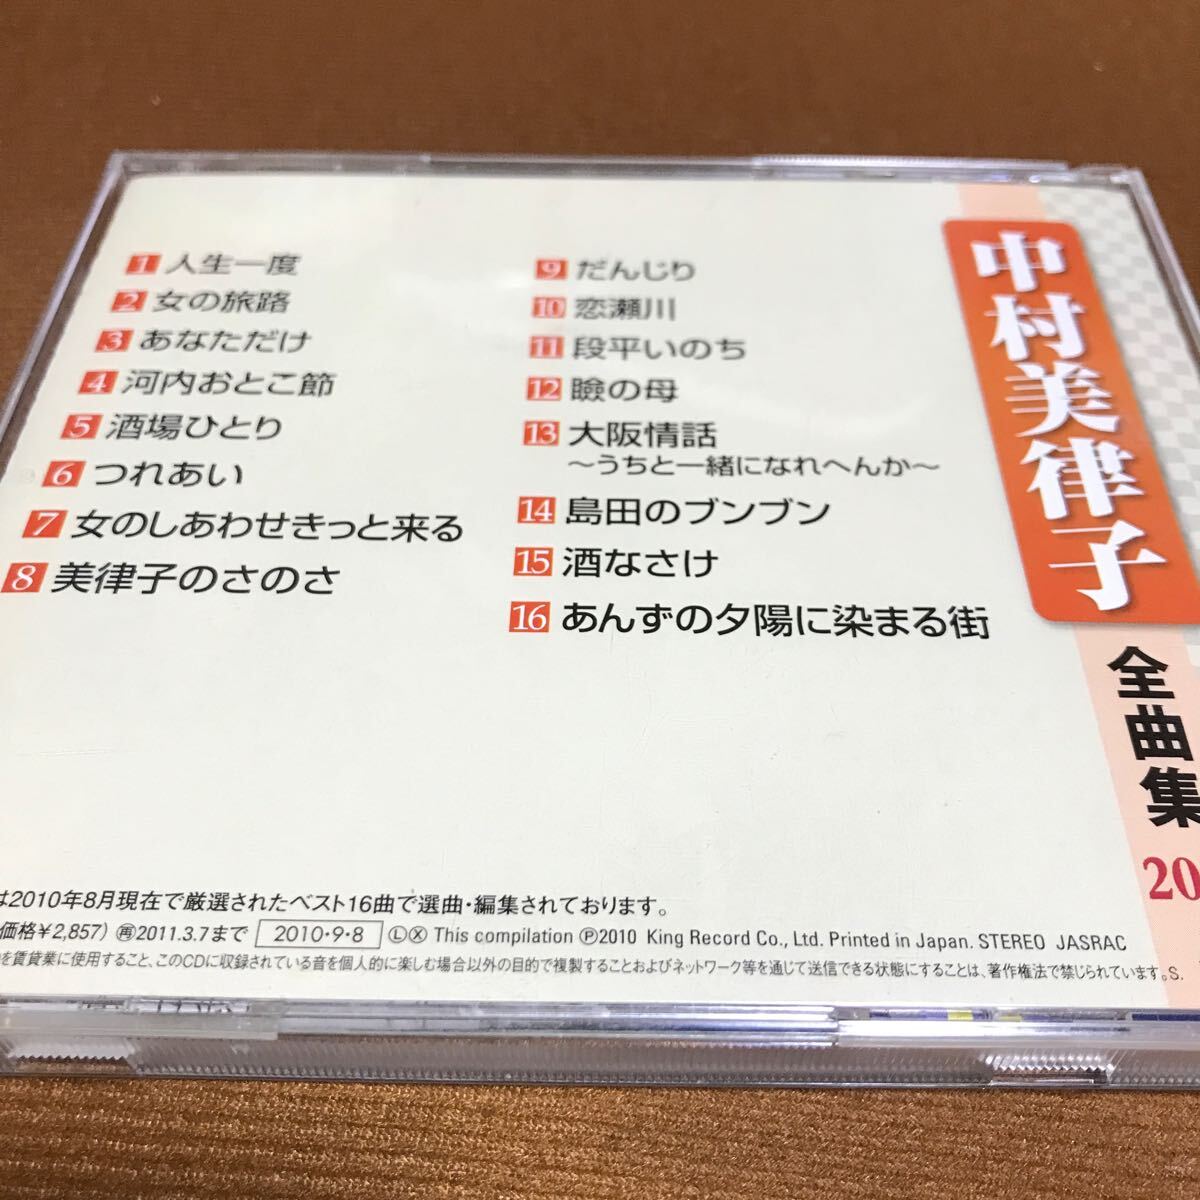 1 人生一度
2 女の旅路
3 あなただけ
4 河内おとこ節
5 酒場ひとり
6 つれあい
7 女のしあわせきっと来る
8 美律子のさのさ
9 だんじり
10 恋瀬川
11 段平いのち
12 瞼の母
13 大阪情話
～うちと一緒になれへんか～
14 島田のブンブン
15 酒なさけ
16 あんずの夕陽に染まる街
中村美律子
全曲集
20
は2010年8月現在で厳選されたベスト16曲で選曲・編集されております。
価格¥2,857) 再2011.3.7まで 2010・9・8 Ⓛ Ⓧ This compilation Ⓟ2010 King Record Co., Ltd. Printed in Japan. STEREO JASRAC
を賃貸業に使用すること、このCDに収録されている音を個人的に楽しむ場合以外の目的で複製することおよびネットワーク等を通じて送信できる状態にすることは、著作権法で禁じられています。S.